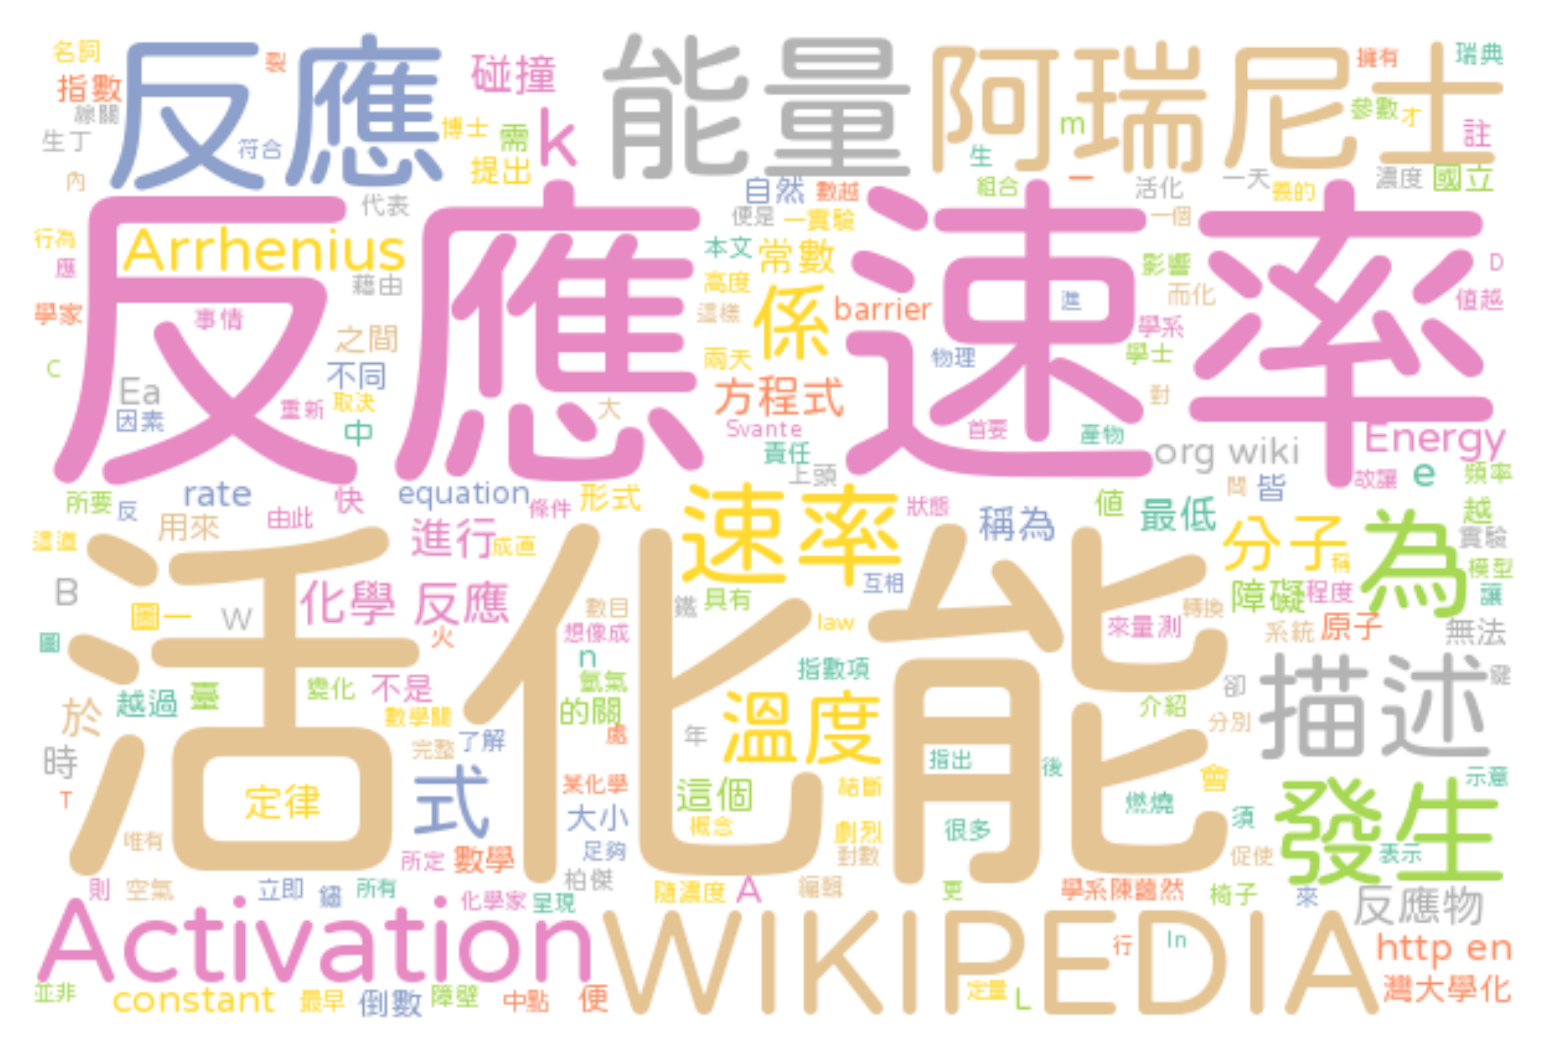 名詞
反應
裂
碰撞
能量
阿瑞尼士
擁有
瑞典
指數
k
m
參數
才
註
生丁
符合
博士
需
提出
生
內
自然
數越
組合
一
活化
一天
義的
濃度
國立
代表
便是
一實驗
一個
反應速率
行為
應
Arrhenius
藉由
本文
常數
高度
係
這樣
barrier
進
影響
而化
D
值越
學家
事情
之間
兩天
物理
學系
學士
C
Ea
因素
不同
重新
取決
中
大
方程式
Svante
責任
上頭
首要
產物
對
org wiki
Energy
所要
反
rate
由此
快
equation
條件
形式
速率
狀態
稱為
值
最低
問
皆
故讓
e
頻率
越
這道
用來
進行
成直
互相
分子
稱
為
實驗
模型
活化能
B
圖一
W
化學 反應
火
數目
想像成
鐵
具有
law
來量測
障礙
程度
轉換
系統
原子
讓
無法
圖
於
越過
臺
變化
不是
數學關
完整
了解
n
氫氣
的關
處
年
指數項
溫度
介紹
卻
分別
描述
鍵
時
T
定律
式
某化學
大小
足夠
這個
概念
結斷
劇烈
對數
指出
很多
後
燃燒
會
須
促使
發生
示意
表示
唯有
所定
數學
柏傑
則
空氣
立即
鏽
所有
化學家
呈現
隨濃度
A
編輯
更
學系陳藹然
椅子
來
反應物
Activation
WIKIPEDIA
行
ln
http en
並非
constant
最早
倒數
障壁
中點
便
定量
L
灣大學化